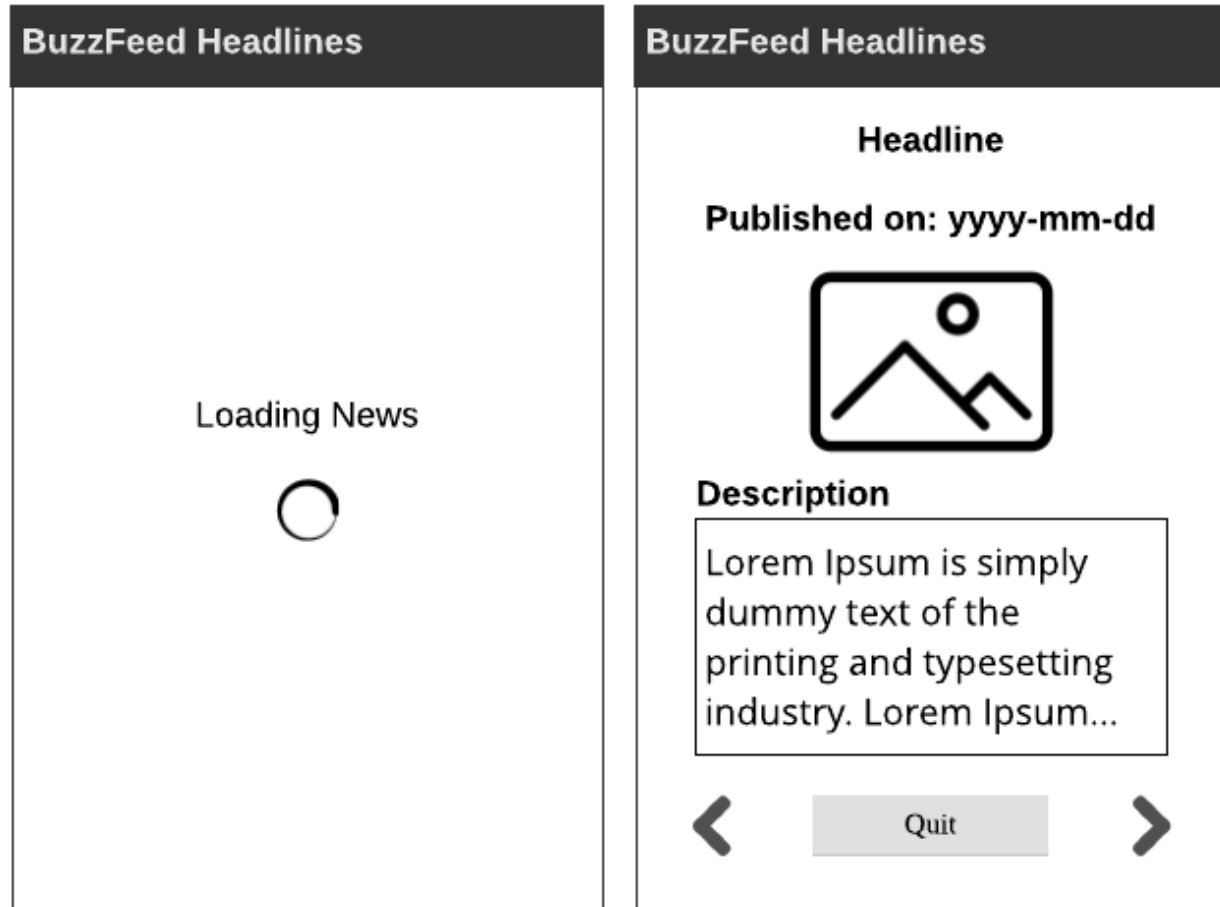 BuzzFeed Headlines
Loading News
BuzzFeed Headlines
Headline
Published on: yyyy-mm-dd
Description
Lorem Ipsum is simply
dummy text of the
printing and typesetting
industry. Lorem Ipsum...
Quit